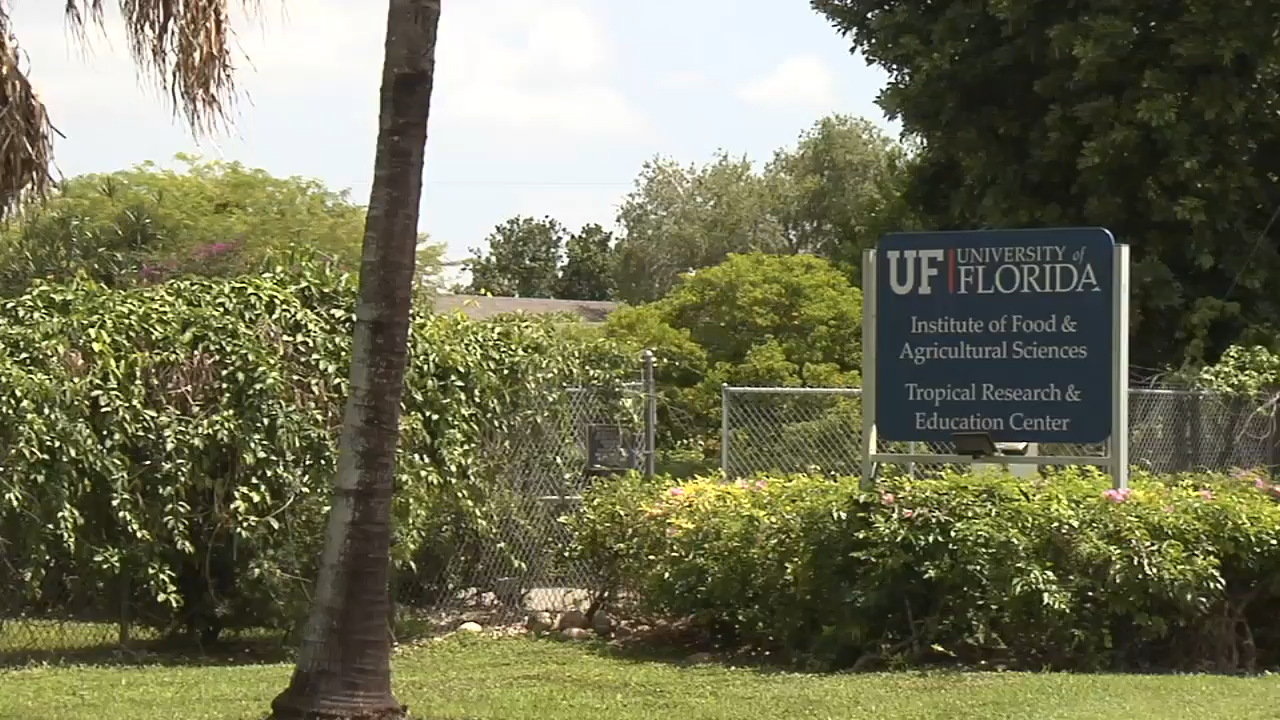 UF UNIVERSITY of
FLORIDA
Institute of Food &
Agricultural Sciences
Tropical Research &
Education Center